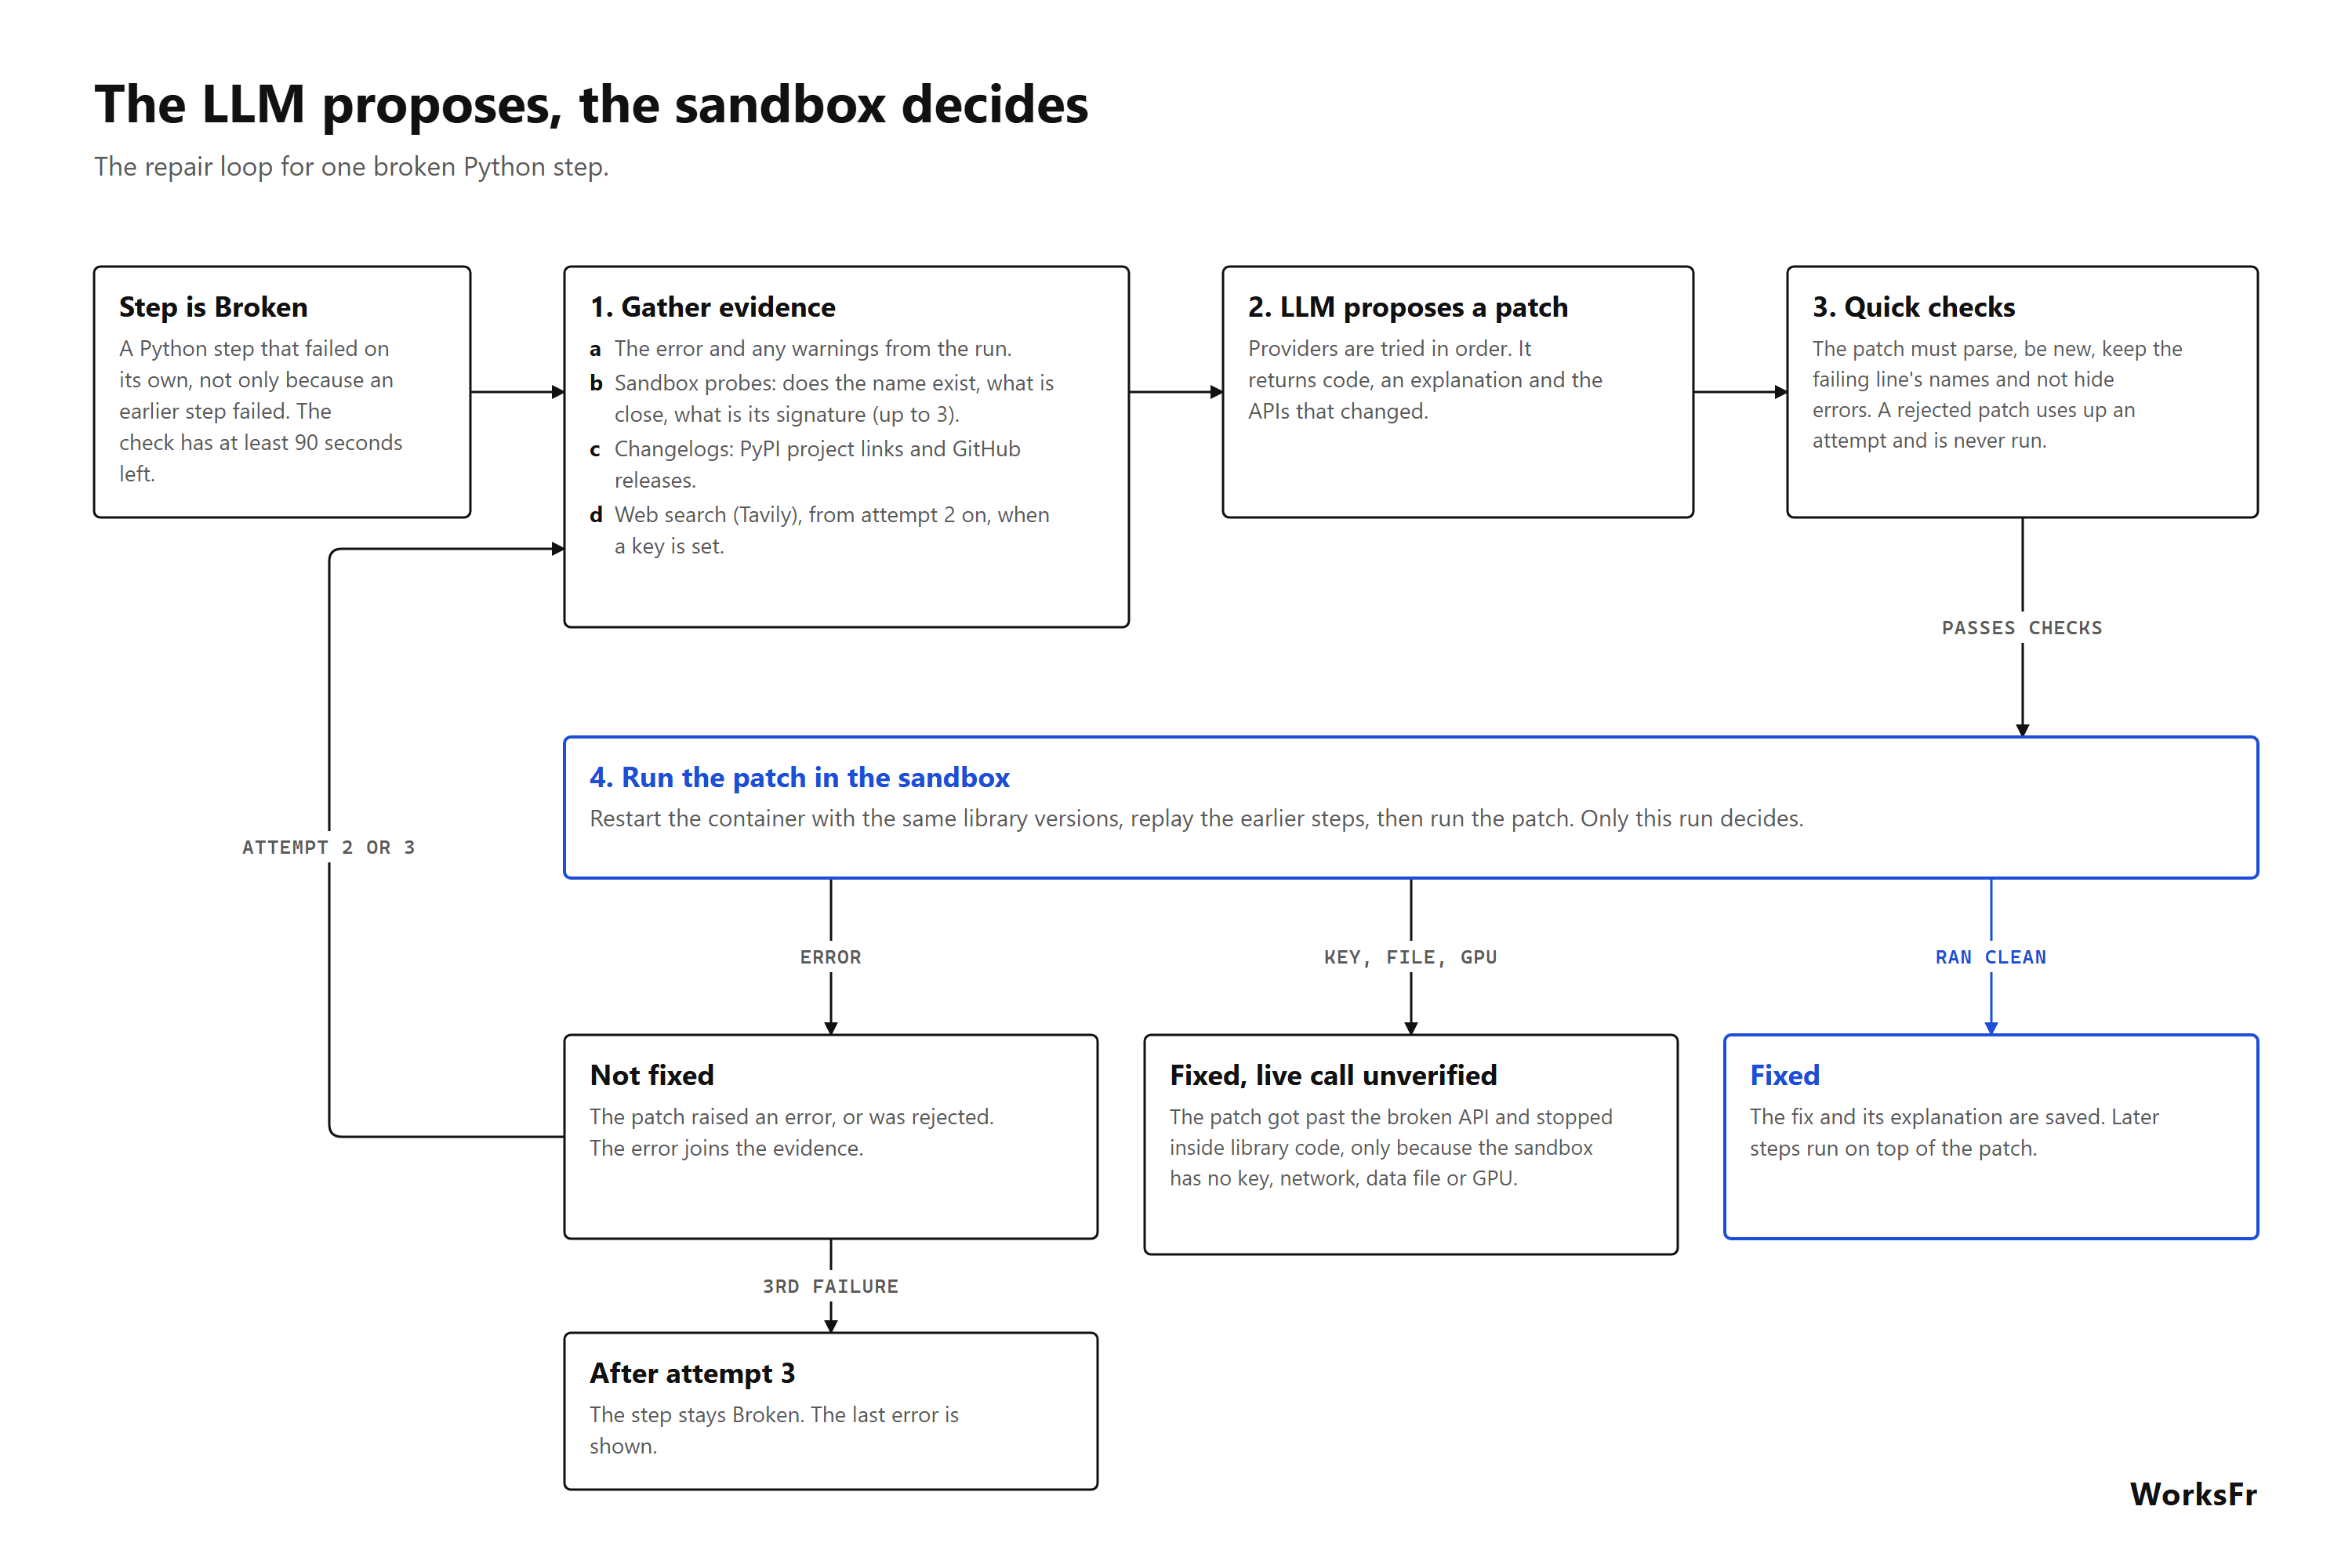 The LLM proposes, the sandbox decides
The repair loop for one broken Python step.
Step is Broken
A Python step that failed on
its own, not only because an
earlier step failed. The
check has at least 90 seconds
left.
1. Gather evidence
a The error and any warnings from the run.
b Sandbox probes: does the name exist, what is
close, what is its signature (up to 3).
c Changelogs: PyPI project links and GitHub
releases.
d Web search (Tavily), from attempt 2 on, when
a key is set.
2. LLM proposes a patch
Providers are tried in order. It
returns code, an explanation and the
APIs that changed.
3. Quick checks
The patch must parse, be new, keep the
failing line's names and not hide
errors. A rejected patch uses up an
attempt and is never run.
PASSES CHECKS
4. Run the patch in the sandbox
Restart the container with the same library versions, replay the earlier steps, then run the patch. Only this run decides.
ATTEMPT 2 OR 3
ERROR
KEY, FILE, GPU
RAN CLEAN
Not fixed
The patch raised an error, or was rejected.
The error joins the evidence.
Fixed, live call unverified
The patch got past the broken API and stopped
inside library code, only because the sandbox
has no key, network, data file or GPU.
Fixed
The fix and its explanation are saved. Later
steps run on top of the patch.
3RD FAILURE
After attempt 3
The step stays Broken. The last error is
shown.
WorksFr